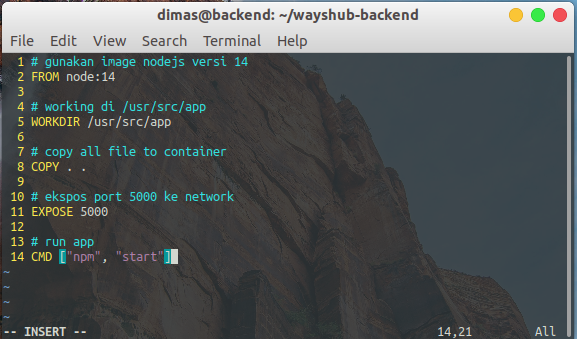 dimas@backend: ~/wayshub-backend
File Edit View Search Terminal Help
1 # gunakan image nodejs versi 14
2 FROM node:14
3
4 # working di /usr/src/app
5 WORKDIR /usr/src/app
6
7 # copy all file to container
8 COPY . .
9
10 # ekspos port 5000 ke network
11 EXPOSE 5000
12
13 # run app
14 CMD ["npm", "start"]
~
~
~
~
-- INSERT -- 14,21 All